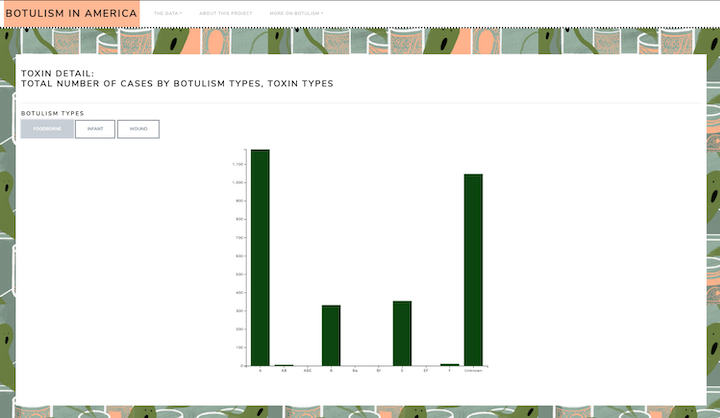 BOTULISM IN AMERICA
THE DATA
ABOUT THIS PROJECT
MORE ON BOTULISM
TOXIN DETAIL:
TOTAL NUMBER OF CASES BY BOTULISM TYPES, TOXIN TYPES
BOTULISM TYPES
FOODBORNE
INFANT
WOUND
1,100
1,000
900
800
700
600
500
400
300
200
100
0
A AB ABE B Ba Bf E EF F Unknown